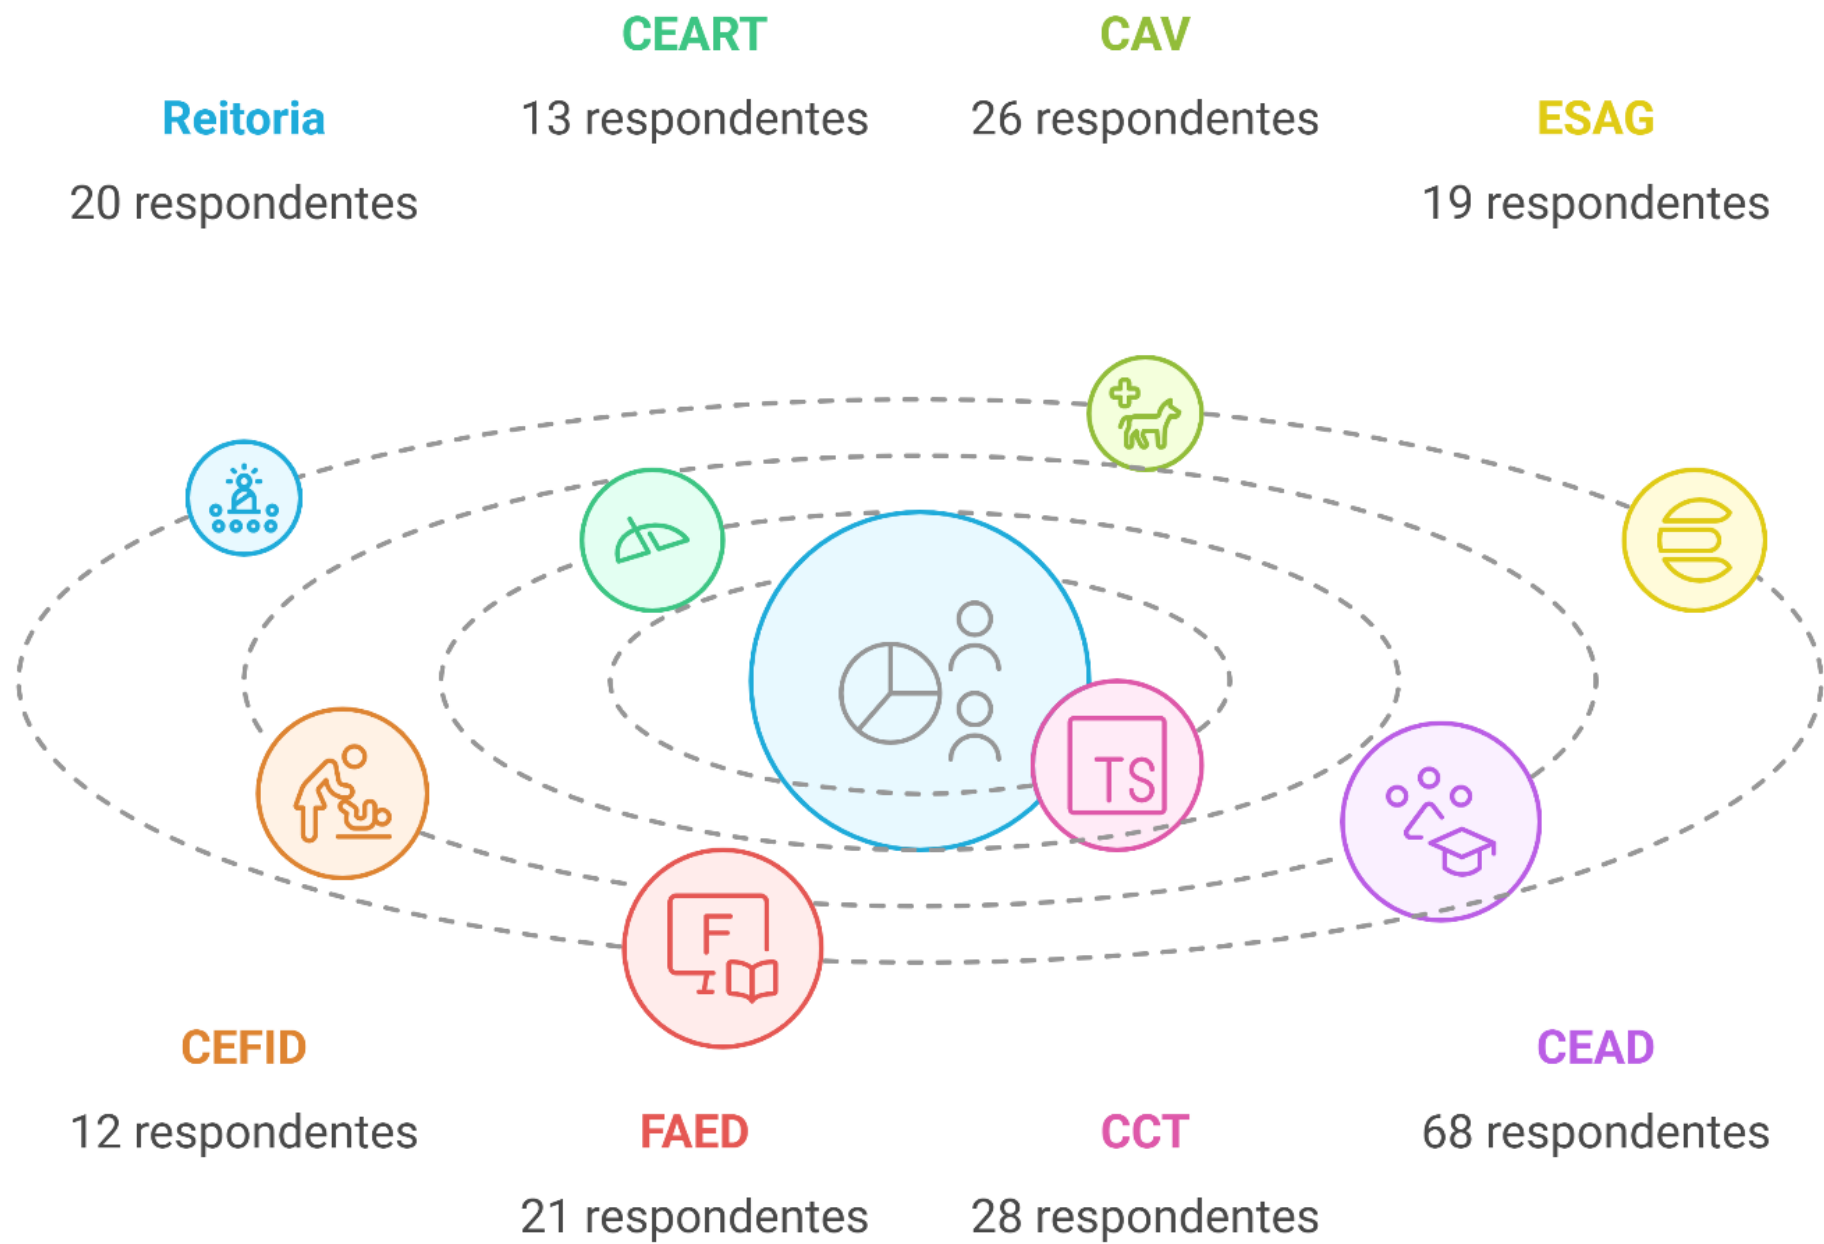 CEART
13 respondentes
CAV
26 respondentes
Reitoria
20 respondentes
ESAG
19 respondentes
TS
F
CEFID
12 respondentes
FAED
21 respondentes
CCT
28 respondentes
CEAD
68 respondentes